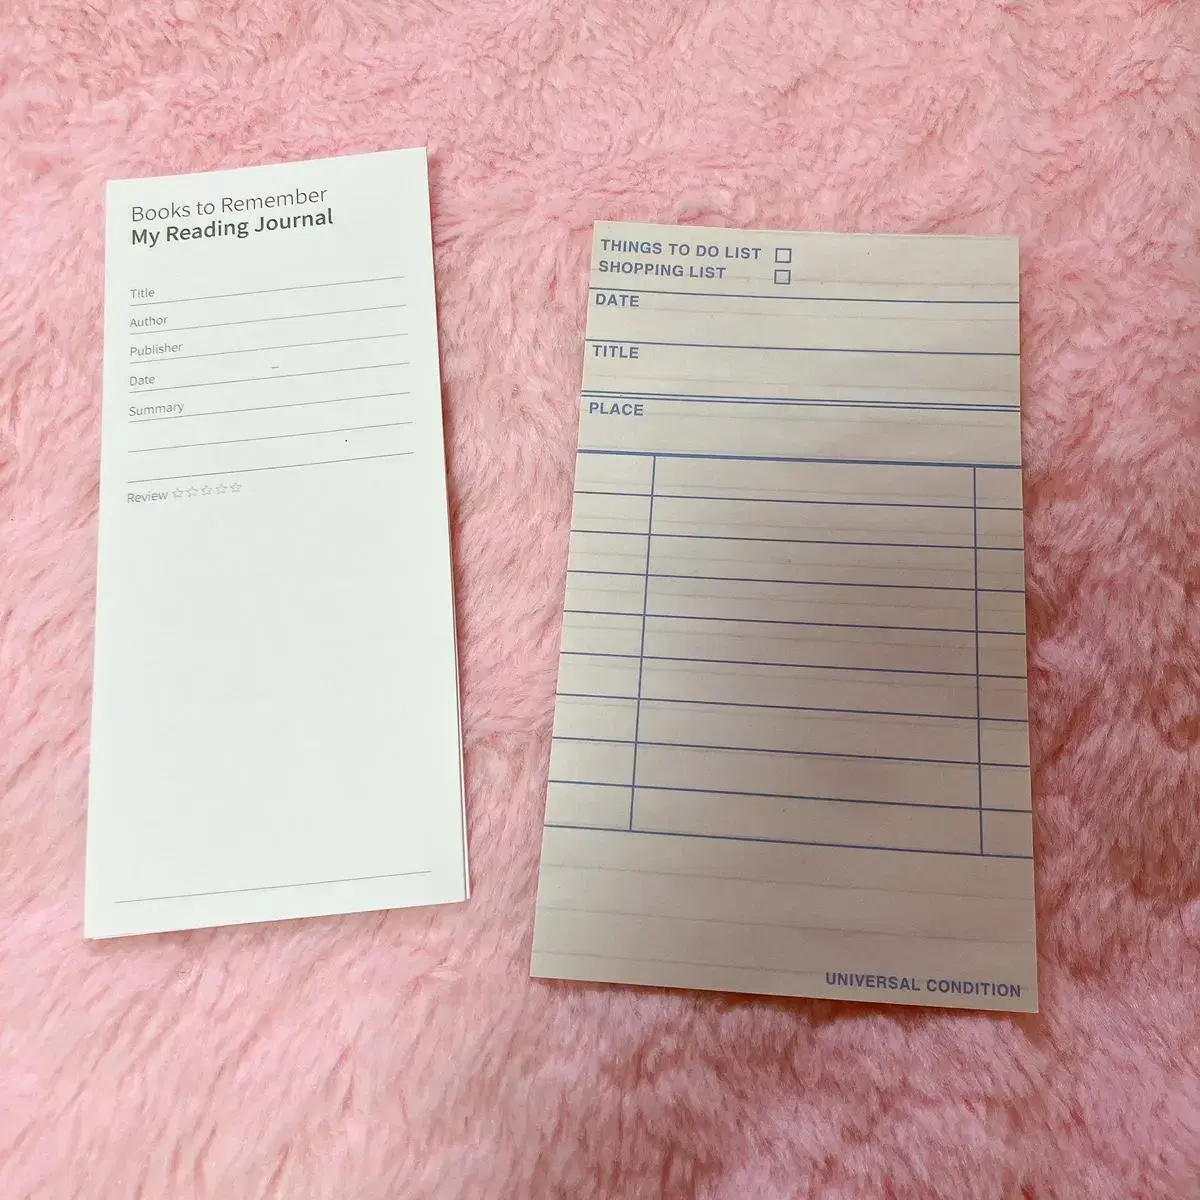 Books to Remember
My Reading Journal
Title
Author
Publisher
Date
Summary
Review ☆☆☆☆☆
THINGS TO DO LIST □
SHOPPING LIST □
DATE
TITLE
PLACE
UNIVERSAL CONDITION